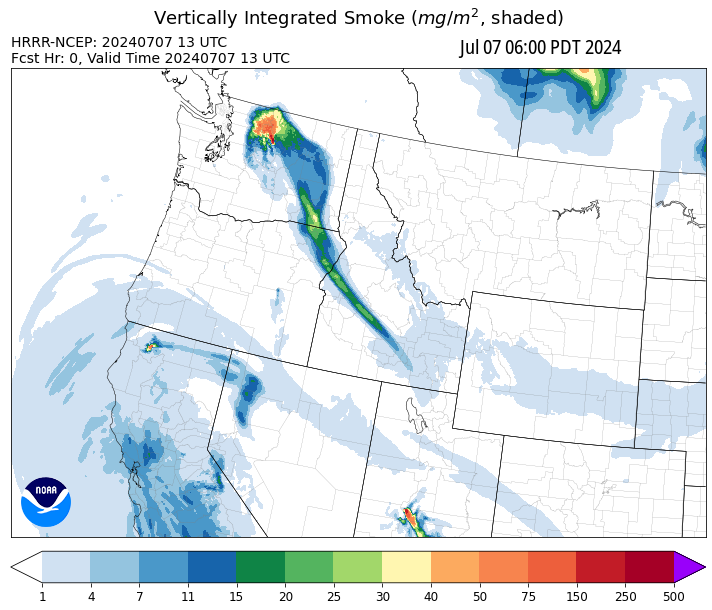 Vertically Integrated Smoke (mg/m², shaded)
HRRR-NCEP: 20240707 13 UTC
Jul 07 06:00 PDT 2024
Fcst Hr: 0, Valid Time 20240707 13 UTC
NOAA
1 4 7 11 15 20 25 30 40 50 75 150 250 500